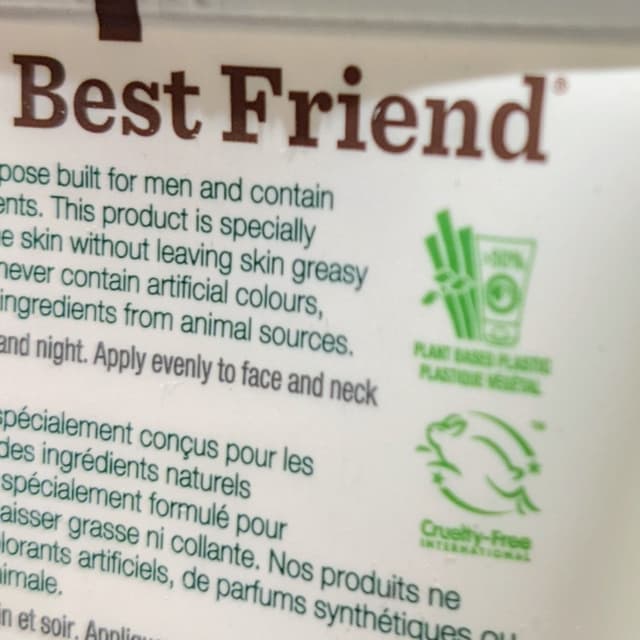 Best Friend®
pose built for men and contain
ents. This product is specially
e skin without leaving skin greasy
never contain artificial colours,
ingredients from animal sources.
and night. Apply evenly to face and neck
PLANT BASED PLASTIC
PLASTIQUE VÉGÉTAL
spécialement conçus pour les
des ingrédients naturels
spécialement formulé pour
aisser grasse ni collante. Nos produits ne
lorants artificiels, de parfums synthétiques ou
imale.
in et soir.
Cruelty-Free
INTERNATIONAL